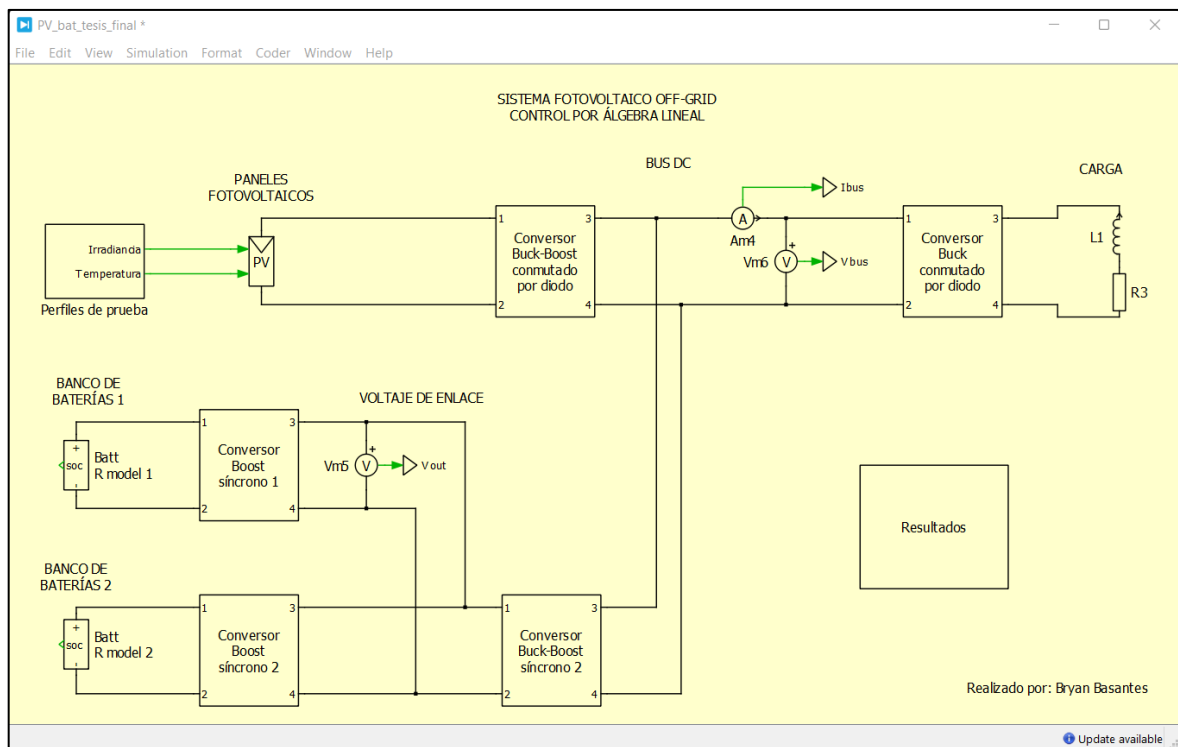 PV_bat_tesis_final *
File Edit View Simulation Format Coder Window Help
SISTEMA FOTOVOLTAICO OFF-GRID
CONTROL POR ÁLGEBRA LINEAL
BUS DC
CARGA
PANELES
FOTOVOLTAICOS
Irradiancia
Temperatura
Perfiles de prueba
PV
1
2
3
4
Conversor
Buck-Boost
conmutado
por diodo
A
Am4
Ibus
+
V
Vm6
Vbus
1
2
3
4
Conversor
Buck
conmutado
por diodo
L1
R3
BANCO DE
BATERÍAS 1
+
soc
-
Batt
R model 1
1
2
3
4
Conversor
Boost
síncrono 1
VOLTAJE DE ENLACE
+
V
Vm5
Vout
Resultados
BANCO DE
BATERÍAS 2
+
soc
-
Batt
R model 2
1
2
3
4
Conversor
Boost
síncrono 2
1
2
3
4
Conversor
Buck-Boost
síncrono 2
Realizado por: Bryan Basantes
Update available